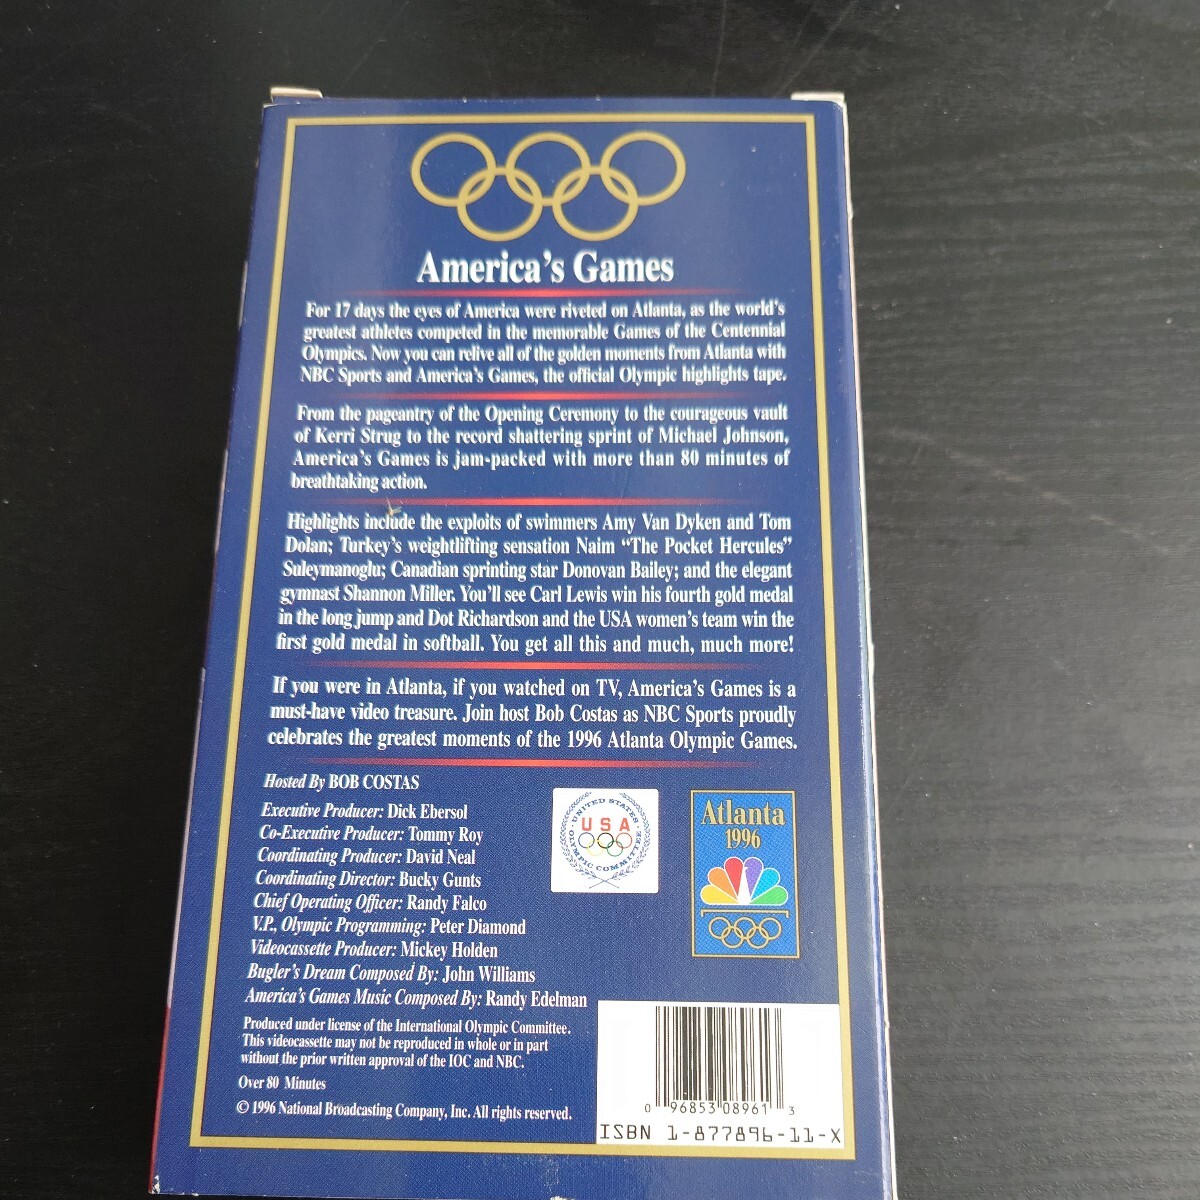 America's Games
For 17 days the eyes of America were riveted on Atlanta, as the world's
greatest athletes competed in the memorable Games of the Centennial
Olympics. Now you can relive all of the golden moments from Atlanta with
NBC Sports and America's Games, the official Olympic highlights tape.
From the pageantry of the Opening Ceremony to the courageous vault
of Kerri Strug to the record shattering sprint of Michael Johnson,
America's Games is jam-packed with more than 80 minutes of
breathtaking action.
Highlights include the exploits of swimmers Amy Van Dyken and Tom
Dolan; Turkey's weightlifting sensation Naim "The Pocket Hercules"
Suleymanoglu; Canadian sprinting star Donovan Bailey; and the elegant
gymnast Shannon Miller. You'll see Carl Lewis win his fourth gold medal
in the long jump and Dot Richardson and the USA women's team win the
first gold medal in softball. You get all this and much, much more!
If you were in Atlanta, if you watched on TV, America's Games is a
must-have video treasure. Join host Bob Costas as NBC Sports proudly
celebrates the greatest moments of the 1996 Atlanta Olympic Games.
Hosted By BOB COSTAS
Executive Producer: Dick Ebersol
Co-Executive Producer: Tommy Roy
Coordinating Producer: David Neal
Coordinating Director: Bucky Gunts
Chief Operating Officer: Randy Falco
V.P., Olympic Programming: Peter Diamond
Videocassette Producer: Mickey Holden
Bugler's Dream Composed By: John Williams
America's Games Music Composed By: Randy Edelman
Produced under license of the International Olympic Committee.
This videocassette may not be reproduced in whole or in part
without the prior written approval of the IOC and NBC.
Over 80 Minutes
© 1996 National Broadcasting Company, Inc. All rights reserved.
UNITED STATES
USA
OLYMPIC COMMITTEE
Atlanta
1996
0 96853 08961 3
ISBN 1-877896-11-X